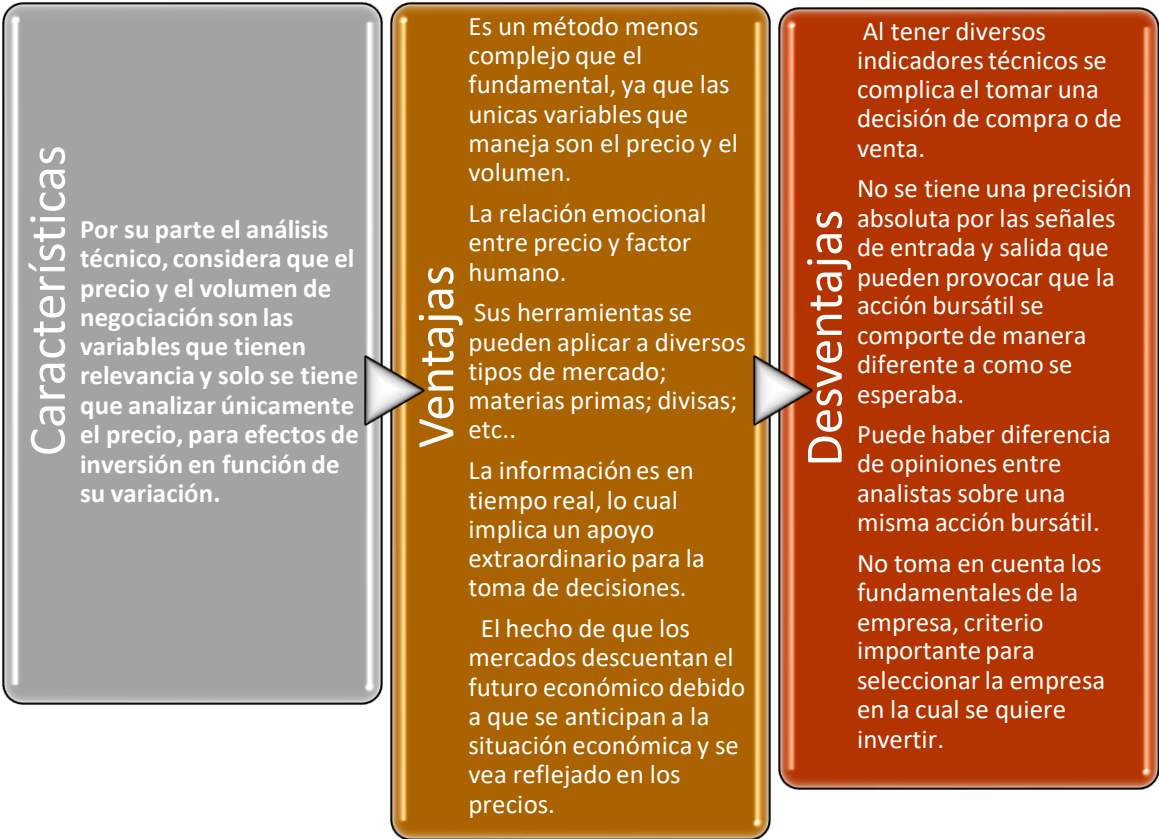 Características
Por su parte el análisis
técnico, considera que el
precio y el volumen de
negociación son las
variables que tienen
relevancia y solo se tiene
que analizar únicamente
el precio, para efectos de
inversión en función de
su variación.
Ventajas
Es un método menos
complejo que el
fundamental, ya que las
unicas variables que
maneja son el precio y el
volumen.
La relación emocional
entre precio y factor
humano.
Sus herramientas se
pueden aplicar a diversos
tipos de mercado;
materias primas; divisas;
etc..
La información es en
tiempo real, lo cual
implica un apoyo
extraordinario para la
toma de decisiones.
El hecho de que los
mercados descuentan el
futuro económico debido
a que se anticipan a la
situación económica y se
vea reflejado en los
precios.
Desventajas
Al tener diversos
indicadores técnicos se
complica el tomar una
decisión de compra o de
venta.
No se tiene una precisión
absoluta por las señales
de entrada y salida que
pueden provocar que la
acción bursátil se
comporte de manera
diferente a como se
esperaba.
Puede haber diferencia
de opiniones entre
analistas sobre una
misma acción bursátil.
No toma en cuenta los
fundamentales de la
empresa, criterio
importante para
seleccionar la empresa
en la cual se quiere
invertir.